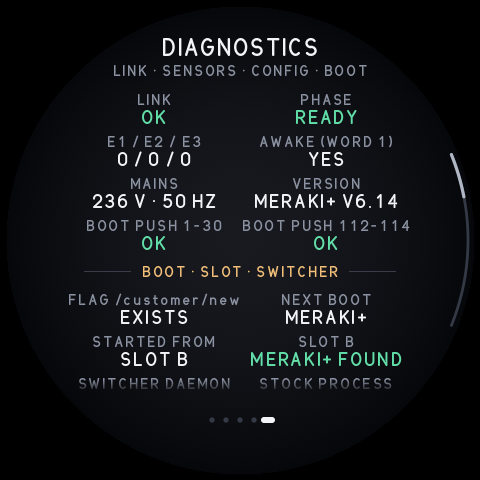 DIAGNOSTICS
LINK · SENSORS · CONFIG · BOOT
LINK PHASE
OK READY
E1 / E2 / E3 AWAKE (WORD 1)
0 / 0 / 0 YES
MAINS VERSION
236 V · 50 HZ MERAKI+ V6.14
BOOT PUSH 1-30 BOOT PUSH 112-114
OK OK
BOOT · SLOT · SWITCHER
FLAG /customer/new NEXT BOOT
EXISTS MERAKI+
STARTED FROM SLOT B
SLOT B MERAKI+ FOUND
SWITCHER DAEMON STOCK PROCESS